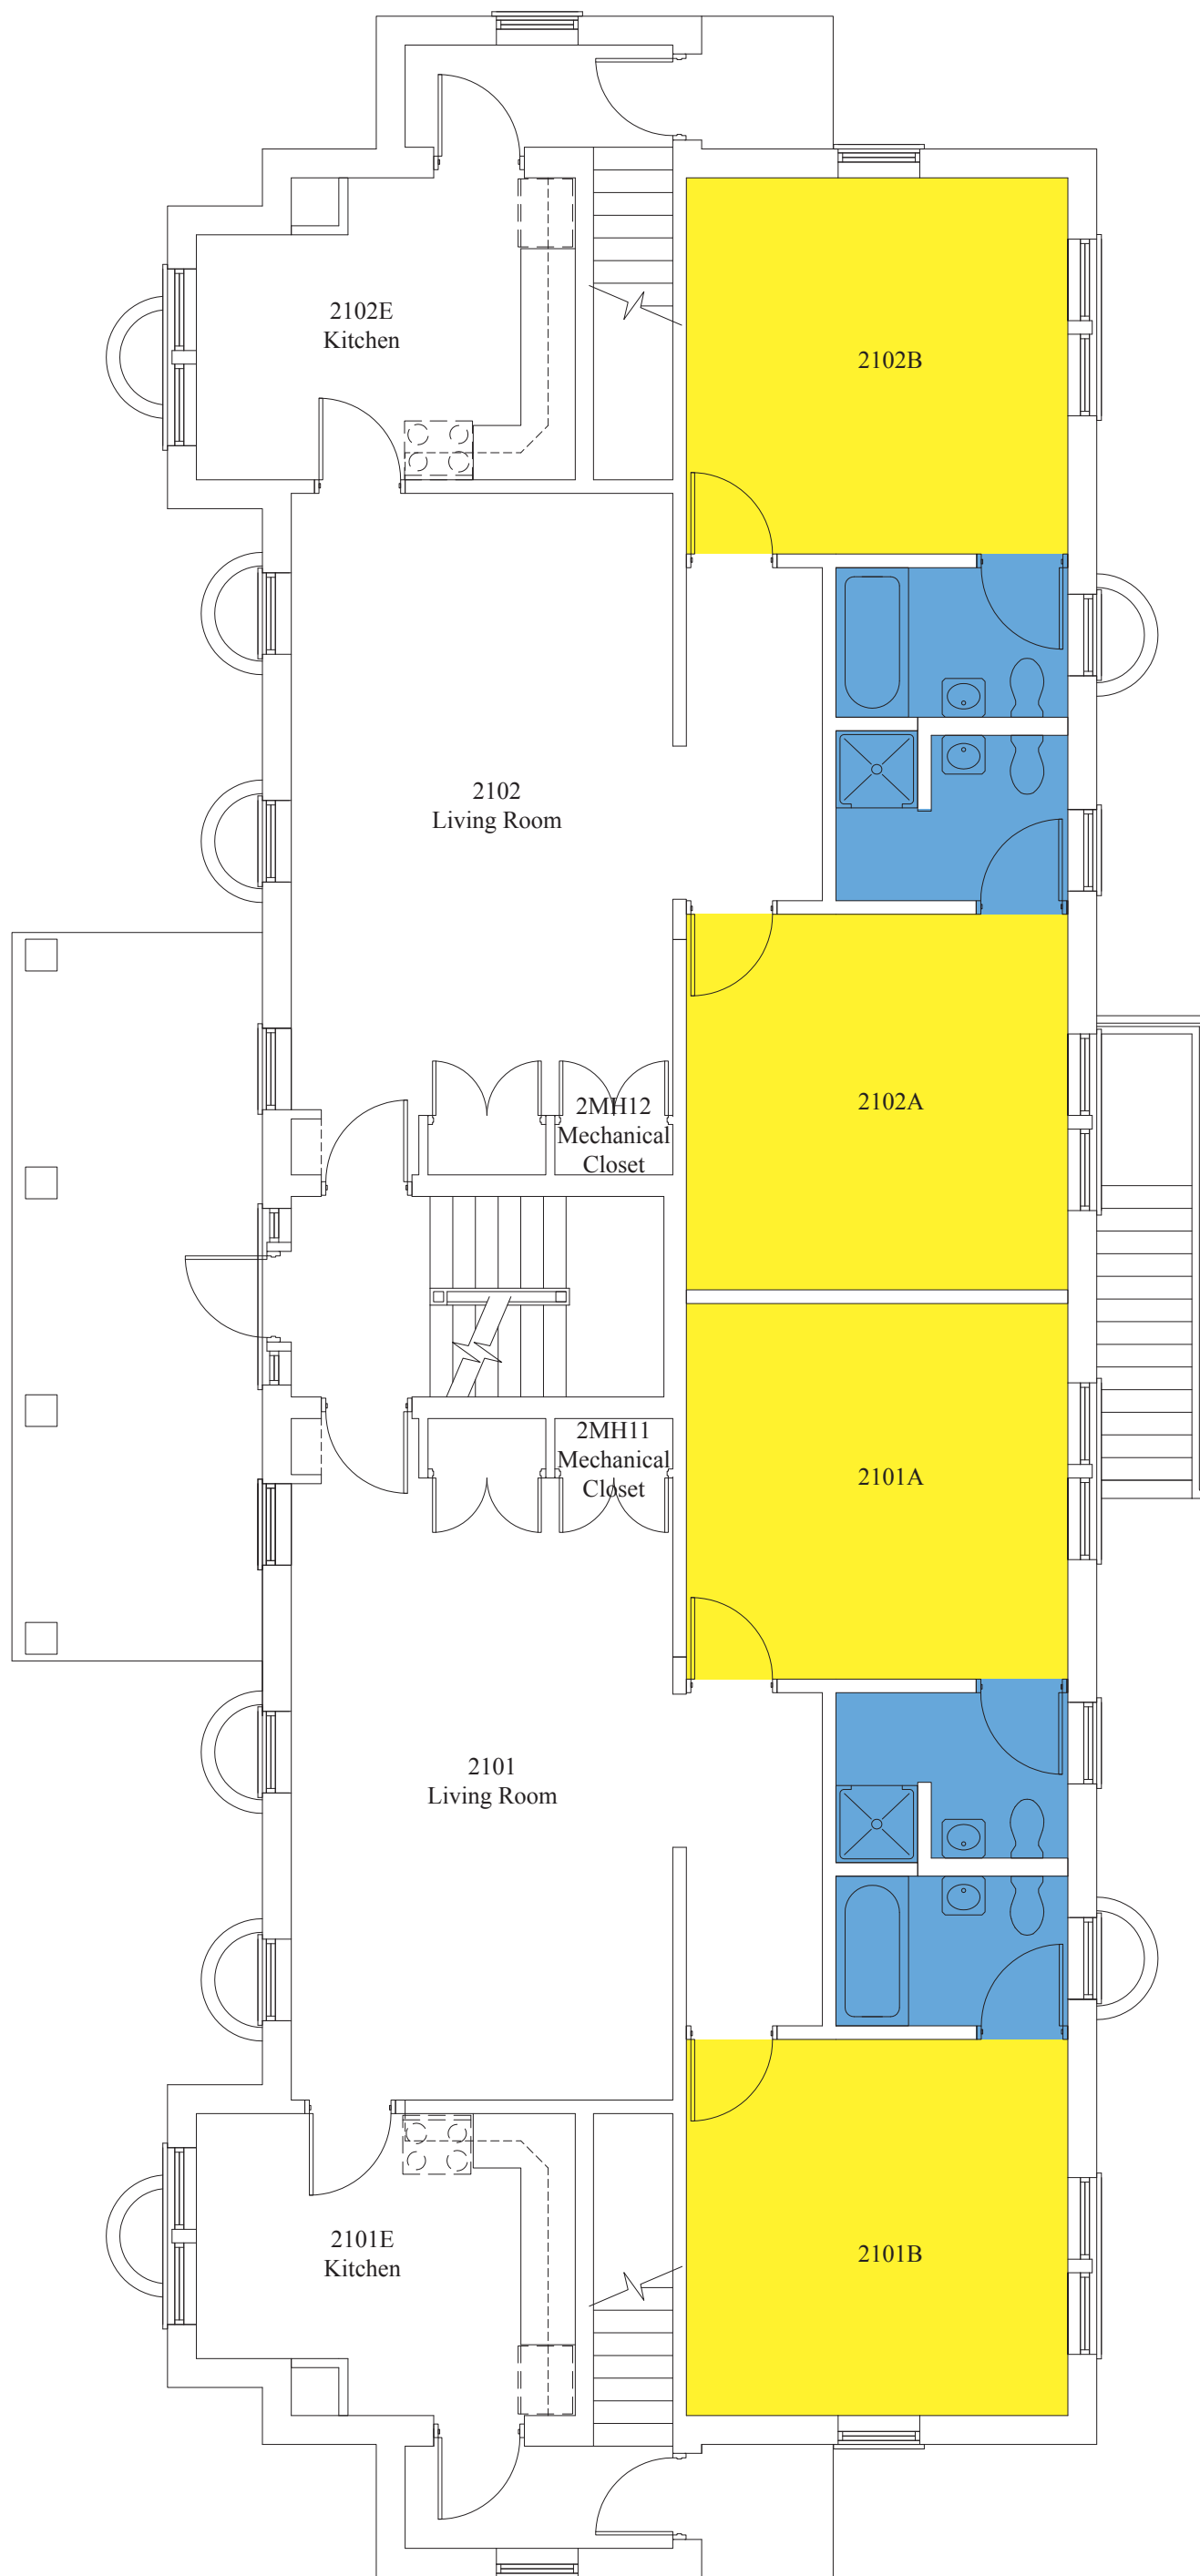 2102E
Kitchen
2102B
2102
Living Room
2102A
2MH12
Mechanical
Closet
2MH11
Mechanical
Closet
2101A
2101
Living Room
2101E
Kitchen
2101B